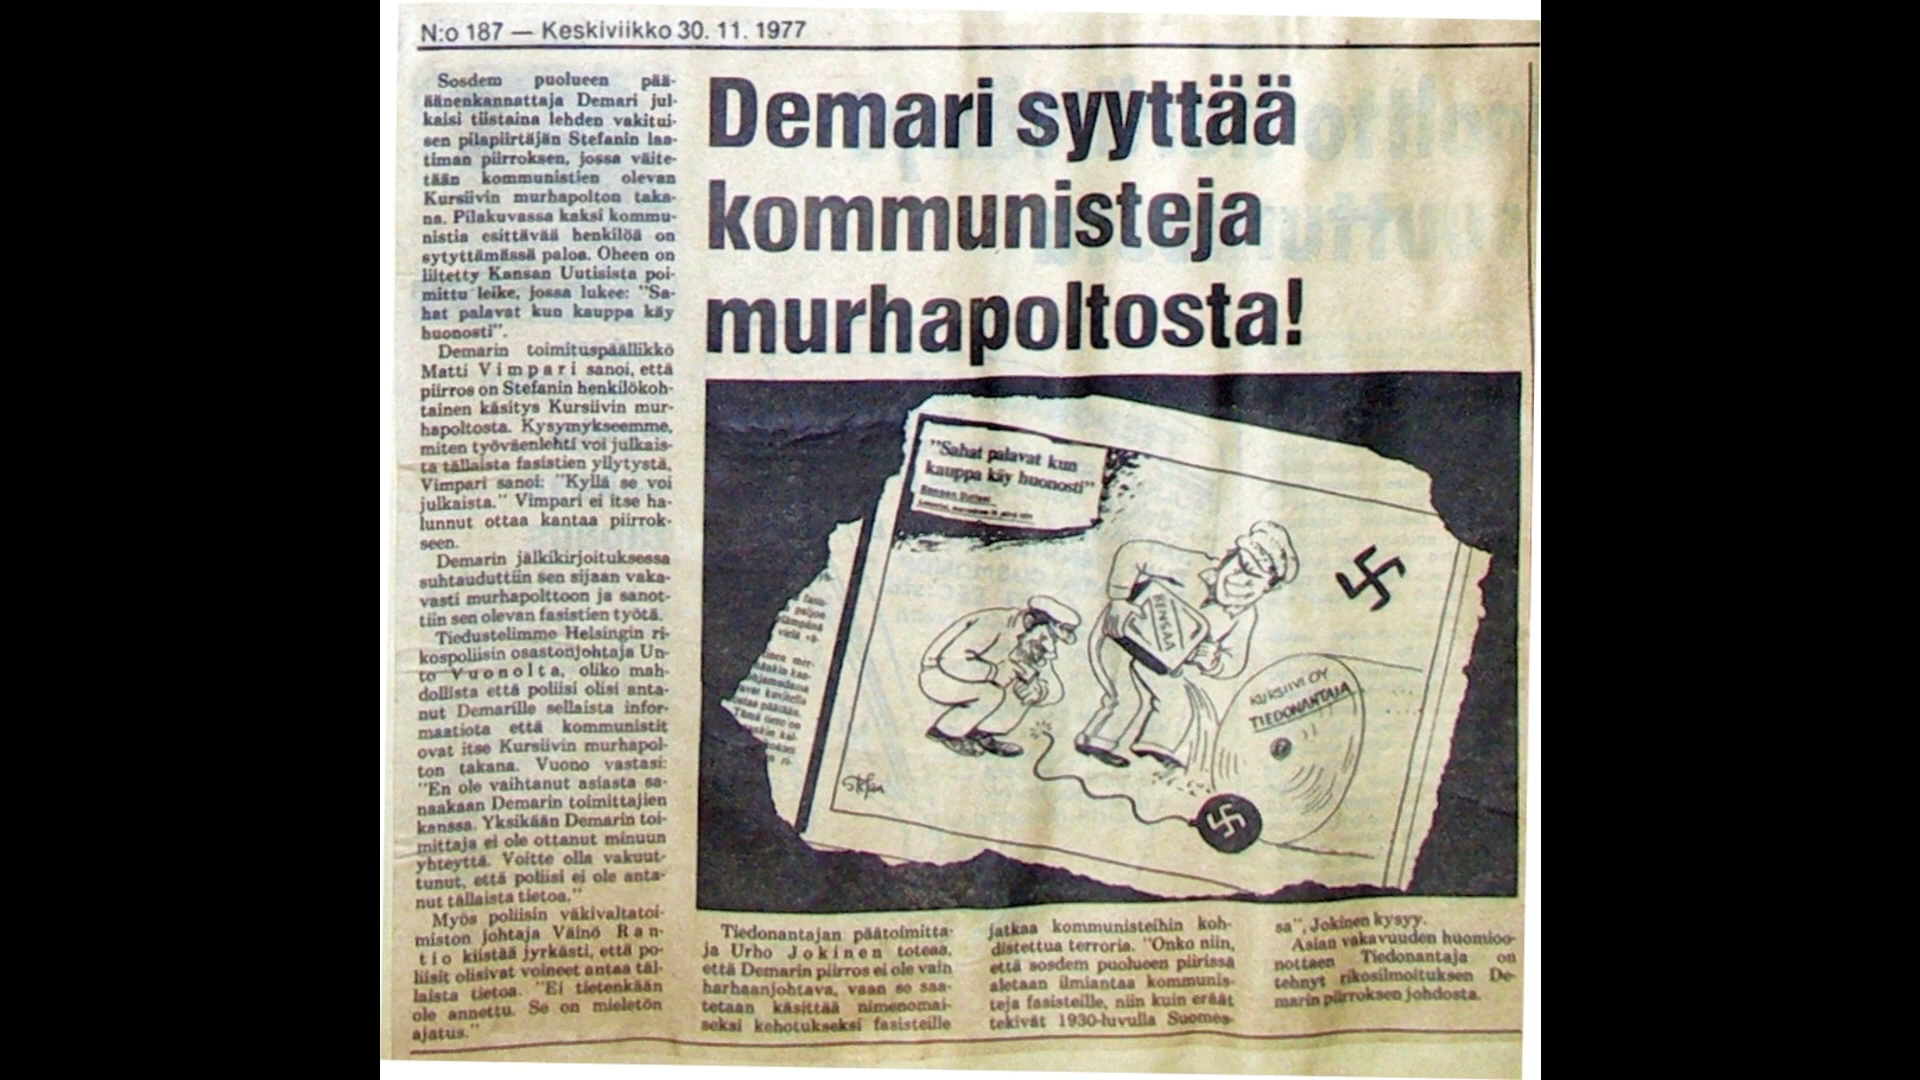 N:o 187 — Keskiviikko 30. 11. 1977
Demari syyttää
kommunisteja
murhapoltosta!
Sosdem puolueen pää-
äänenkannattaja Demari jul-
kaisi tiistaina lehden vakitui-
sen pilapiirtäjän Stefanin laa-
timan piirroksen, jossa väite-
tään kommunistien olevan
Kursiivin murhapolton taka-
na. Pilakuvassa kaksi kommu-
nistia esittävää henkilöä on
sytyttämässä paloa. Oheen on
liitetty Kansan Uutisista poi-
mittu leike, jossa lukee: "Sa-
hat palavat kun kauppa käy
huonosti".
Demarin toimituspäällikkö
Matti Vimpari sanoi, että
piirros on Stefanin henkilökoh-
tainen käsitys Kursiivin mur-
hapoltosta. Kysymykseemme,
miten työväenlehti voi julkais-
ta tällaista fasistien yllytystä,
Vimpari sanoi: "Kyllä se voi
julkaista." Vimpari ei itse ha-
lunnut ottaa kantaa piirrok-
seen.
Demarin jälkikirjoituksessa
suhtauduttiin sen sijaan vaka-
vasti murhapolttoon ja sanot-
tiin sen olevan fasistien työtä.
Tiedustelimme Helsingin ri-
kospoliisin osastonjohtaja Un-
to Vuonolta, oliko mah-
dollista että poliisi olisi anta-
nut Demarille sellaista infor-
maatiota että kommunistit
ovat itse Kursiivin murhapol-
ton takana. Vuono vastasi:
"En ole vaihtanut asiasta sa-
naakaan Demarin toimittajien
kanssa. Yksikään Demarin toi-
mittaja ei ole ottanut minuun
yhteyttä. Voitte olla vakuut-
tunut, että poliisi ei ole anta-
nut tällaista tietoa."
Myös poliisin väkivaltatoi-
miston johtaja Väinö Ran-
tio kiistää jyrkästi, että po-
liisit olisivat voineet antaa täl-
laista tietoa. "Ei tietenkään
ole annettu. Se on mieletön
ajatus."
"Sahat palavat kun
kauppa käy huonosti"
BENSAA
KURSIIVI OY
TIEDONANTAJA
Stefan
Tiedonantajan päätoimitta-
ja Urho Jokinen toteaa,
että Demarin piirros ei ole vain
harhaanjohtava, vaan se saa-
tetaan käsittää nimenomai-
seksi kehotukseksi fasisteille
jatkaa kommunisteihin koh-
distettua terroria. "Onko niin,
että sosdem puolueen piirissä
aletaan ilmiantaa kommunis-
teja fasisteille, niin kuin eräät
tekivät 1930-luvulla Suomes-
sa", Jokinen kysyy.
Asian vakavuuden huomioo-
nottaen Tiedonantaja on
tehnyt rikosilmoituksen De-
marin piirroksen johdosta.